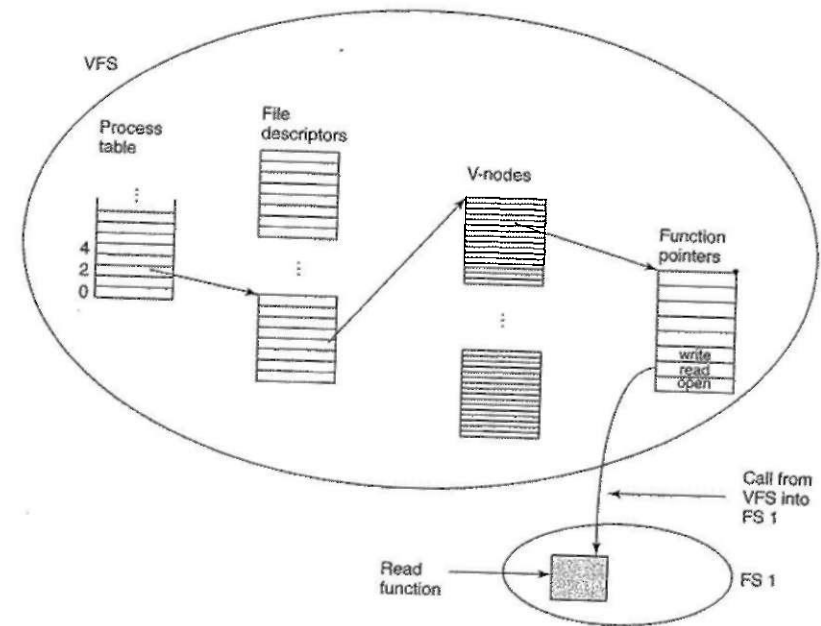 VFS
Process
table
File
descriptors
V-nodes
Function
pointers
4
2
0
write
read
open
Call from
VFS into
FS 1
Read
function
FS 1